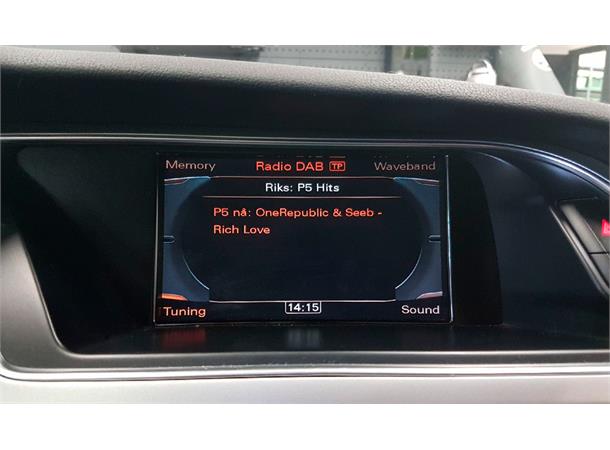 Memory Radio DAB TP Waveband
Riks: P5 Hits
P5 nå: OneRepublic & Seeb -
Rich Love
Tuning 14:15 Sound